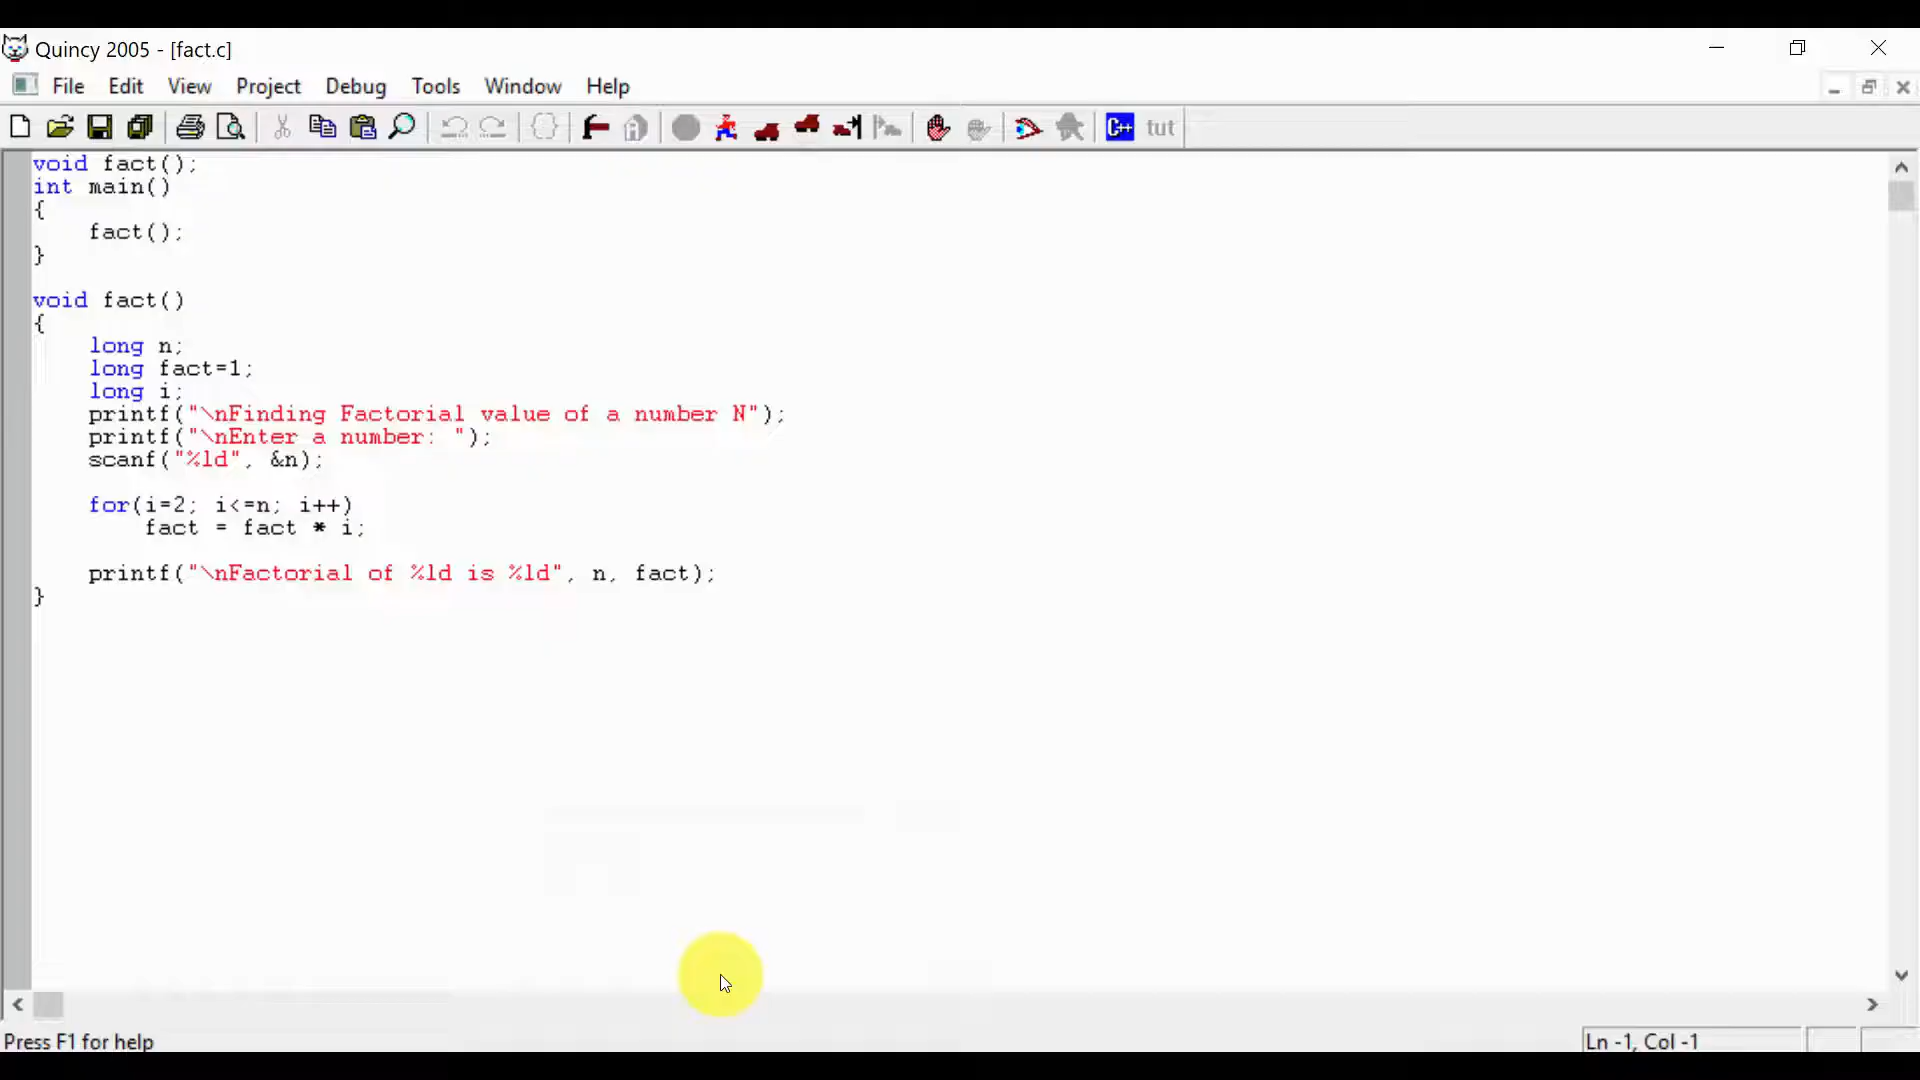 Quincy 2005 - [fact.c]
File Edit View Project Debug Tools Window Help
C++ tut
void fact();
int main()
{
    fact();
}
void fact()
{
    long n;
    long fact=1;
    long i;
    printf("\nFinding Factorial value of a number N");
    printf("\nEnter a number: ");
    scanf("%ld", &n);
    for(i=2; i<=n; i++)
        fact = fact * i;
    printf("\nFactorial of %ld is %ld", n, fact);
}
Press F1 for help
Ln -1, Col -1